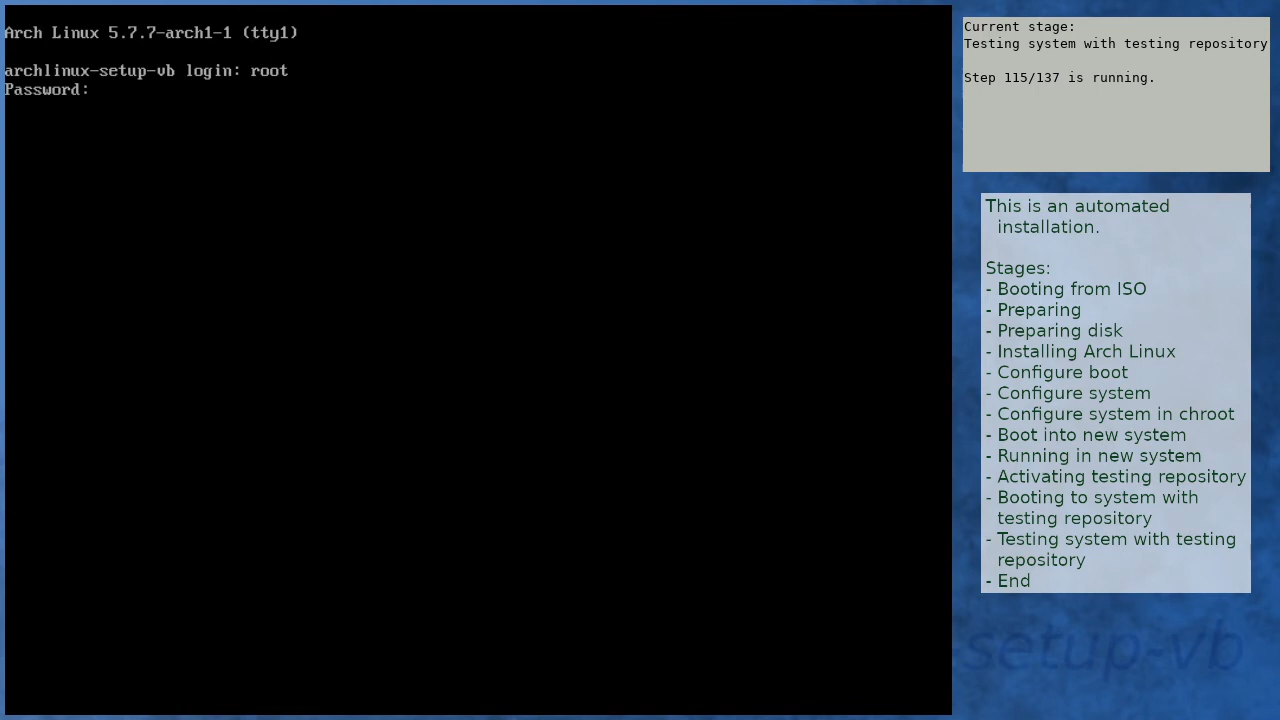 Arch Linux 5.7.7-arch1-1 (tty1)
archlinux-setup-vb login: root
Password:
Current stage:
Testing system with testing repository
Step 115/137 is running.
This is an automated
installation.
Stages:
- Booting from ISO
- Preparing
- Preparing disk
- Installing Arch Linux
- Configure boot
- Configure system
- Configure system in chroot
- Boot into new system
- Running in new system
- Activating testing repository
- Booting to system with
testing repository
- Testing system with testing
repository
- End
setup-vb